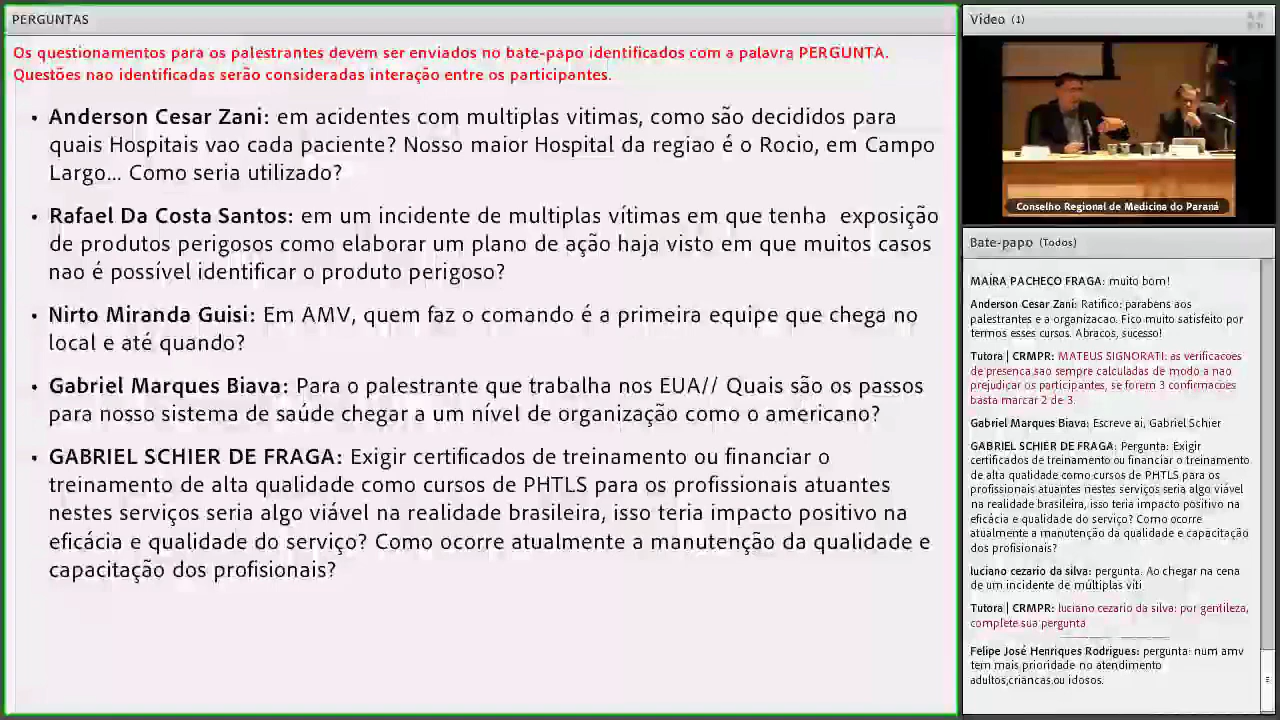 PERGUNTAS
Os questionamentos para os palestrantes devem ser enviados no bate-papo identificados com a palavra PERGUNTA.
Questões nao identificadas serão consideradas interação entre os participantes.
• Anderson Cesar Zani: em acidentes com multiplas vitimas, como são decididos para
quais Hospitais vao cada paciente? Nosso maior Hospital da regiao é o Rocio, em Campo
Largo... Como seria utilizado?
• Rafael Da Costa Santos: em um incidente de multiplas vítimas em que tenha exposição
de produtos perigosos como elaborar um plano de ação haja visto em que muitos casos
nao é possível identificar o produto perigoso?
• Nirto Miranda Guisi: Em AMV, quem faz o comando é a primeira equipe que chega no
local e até quando?
• Gabriel Marques Biava: Para o palestrante que trabalha nos EUA// Quais são os passos
para nosso sistema de saúde chegar a um nível de organização como o americano?
• GABRIEL SCHIER DE FRAGA: Exigir certificados de treinamento ou financiar o
treinamento de alta qualidade como cursos de PHTLS para os profissionais atuantes
nestes serviços seria algo viável na realidade brasileira, isso teria impacto positivo na
eficácia e qualidade do serviço? Como ocorre atualmente a manutenção da qualidade e
capacitação dos profisionais?
Vídeo (1)
Conselho Regional de Medicina do Paraná
Bate-papo (Todos)
MAÍRA PACHECO FRAGA: muito bom!
Anderson Cesar Zani: Ratifico: parabens aos
palestrantes e a organizacao. Fico muito satisfeito por
termos esses cursos. Abracos, sucesso!
Tutora | CRMPR: MATEUS SIGNORATI: as verificacoes
de presenca sao sempre calculadas de modo a nao
prejudicar os participantes, se forem 3 confirmacoes
basta marcar 2 de 3.
Gabriel Marques Biava: Escreve ai, Gabriel Schier
GABRIEL SCHIER DE FRAGA: Pergunta: Exigir
certificados de treinamento ou financiar o treinamento
de alta qualidade como cursos de PHTLS para os
profissionais atuantes nestes serviços seria algo viável
na realidade brasileira, isso teria impacto positivo na
eficácia e qualidade do serviço? Como ocorre
atualmente a manutenção da qualidade e capacitação
dos profisionais?
luciano cezario da silva: pergunta. Ao chegar na cena
de um incidente de múltiplas víti
Tutora | CRMPR: luciano cezario da silva: por gentileza,
complete sua pergunta
Felipe José Henriques Rodrigues: pergunta: num amv
tem mais prioridade no atendimento
adultos,criancas.ou idosos.